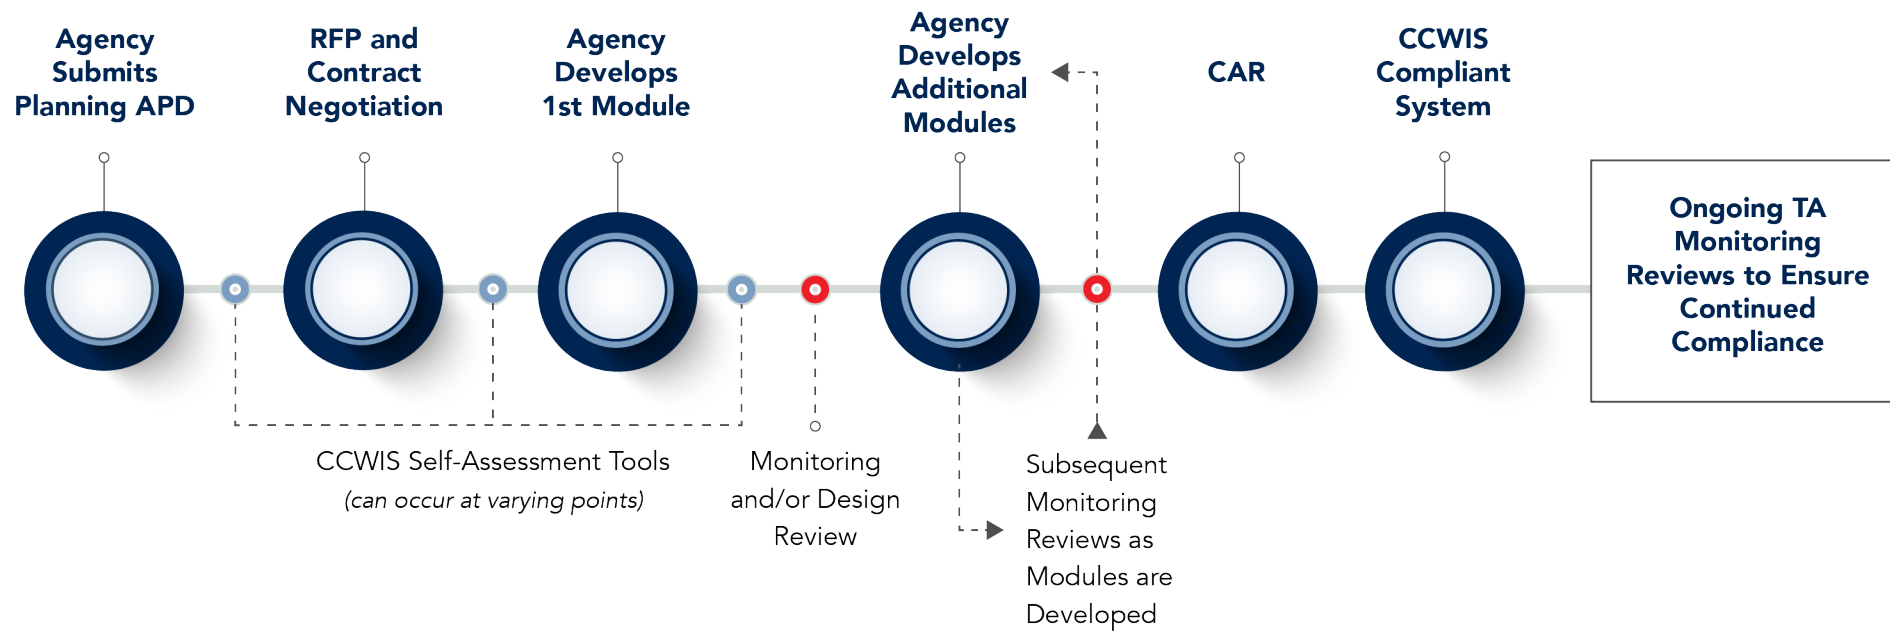 Agency
Submits
Planning APD
RFP and
Contract
Negotiation
Agency
Develops
1st Module
Agency
Develops
Additional
Modules
CAR
CCWIS
Compliant
System
Ongoing TA
Monitoring
Reviews to Ensure
Continued
Compliance
CCWIS Self-Assessment Tools
(can occur at varying points)
Monitoring
and/or Design
Review
Subsequent
Monitoring
Reviews as
Modules are
Developed